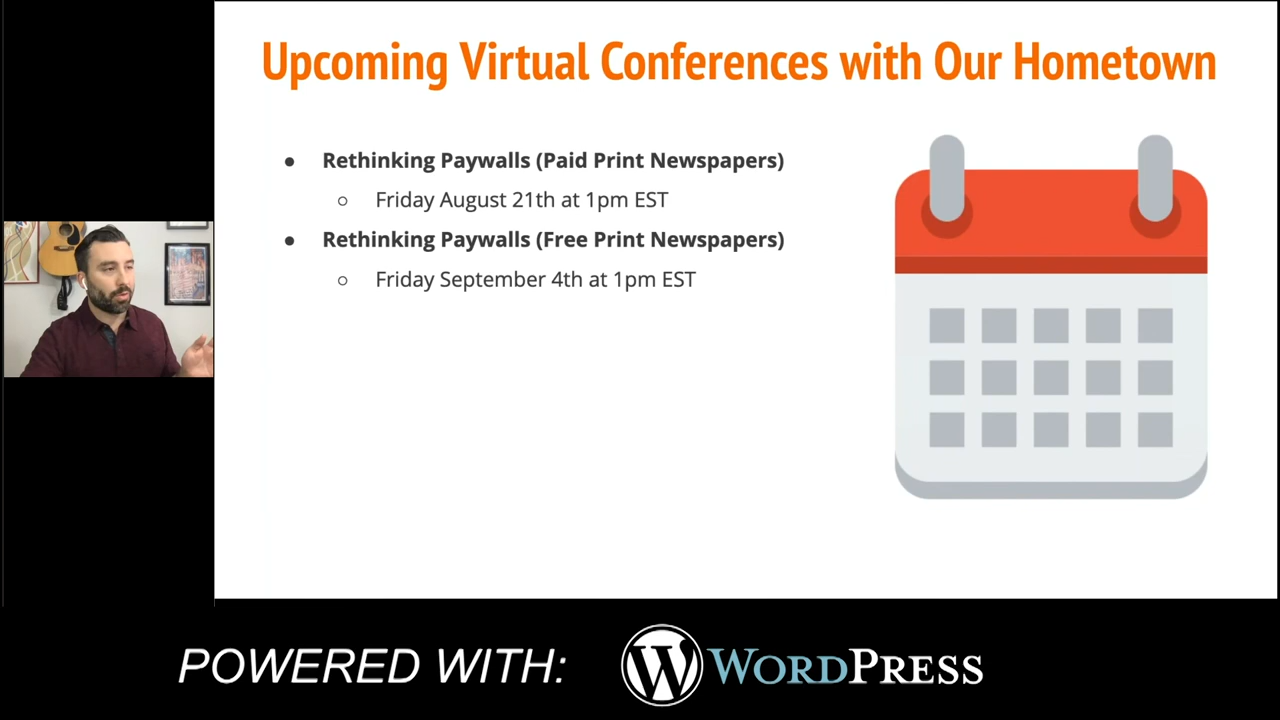 Upcoming Virtual Conferences with Our Hometown
● Rethinking Paywalls (Paid Print Newspapers)
○ Friday August 21th at 1pm EST
● Rethinking Paywalls (Free Print Newspapers)
○ Friday September 4th at 1pm EST
POWERED WITH: WORDPRESS